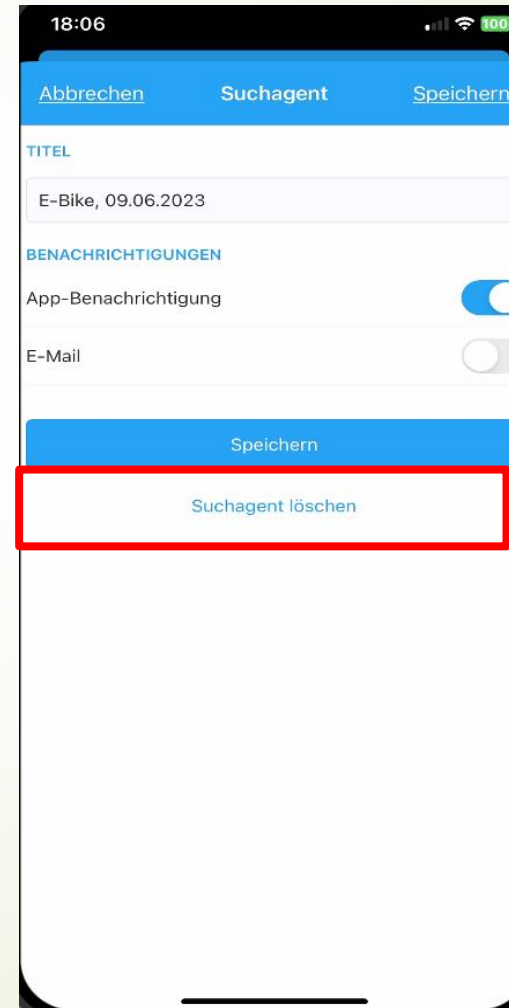 18:06 100
Abbrechen Suchagent Speichern
TITEL
E-Bike, 09.06.2023
BENACHRICHTIGUNGEN
App-Benachrichtigung
E-Mail
Speichern
Suchagent löschen